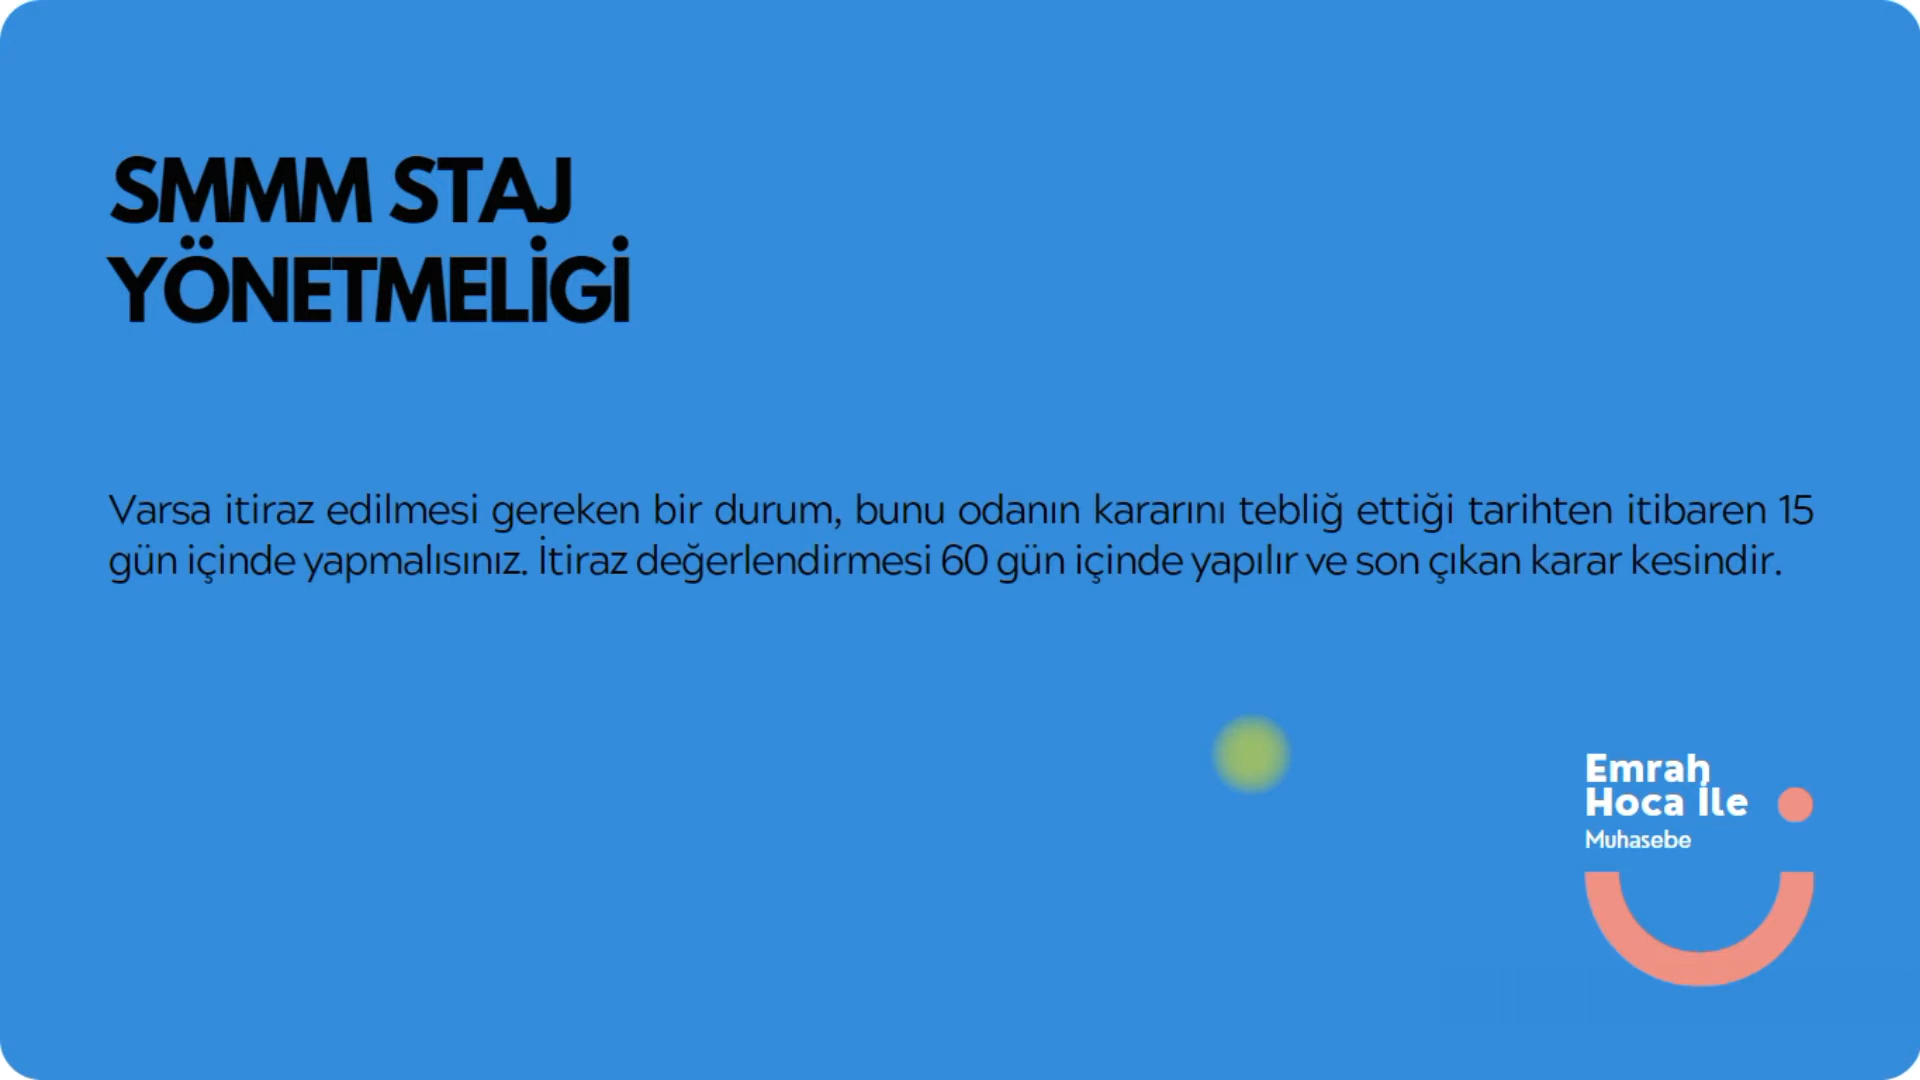 SMMM STAJ
YÖNETMELİGİ
Varsa itiraz edilmesi gereken bir durum, bunu odanın kararını tebliğ ettiği tarihten itibaren 15
gün içinde yapmalısınız. İtiraz değerlendirmesi 60 gün içinde yapılır ve son çıkan karar kesindir.
Emrah
Hoca İle
Muhasebe